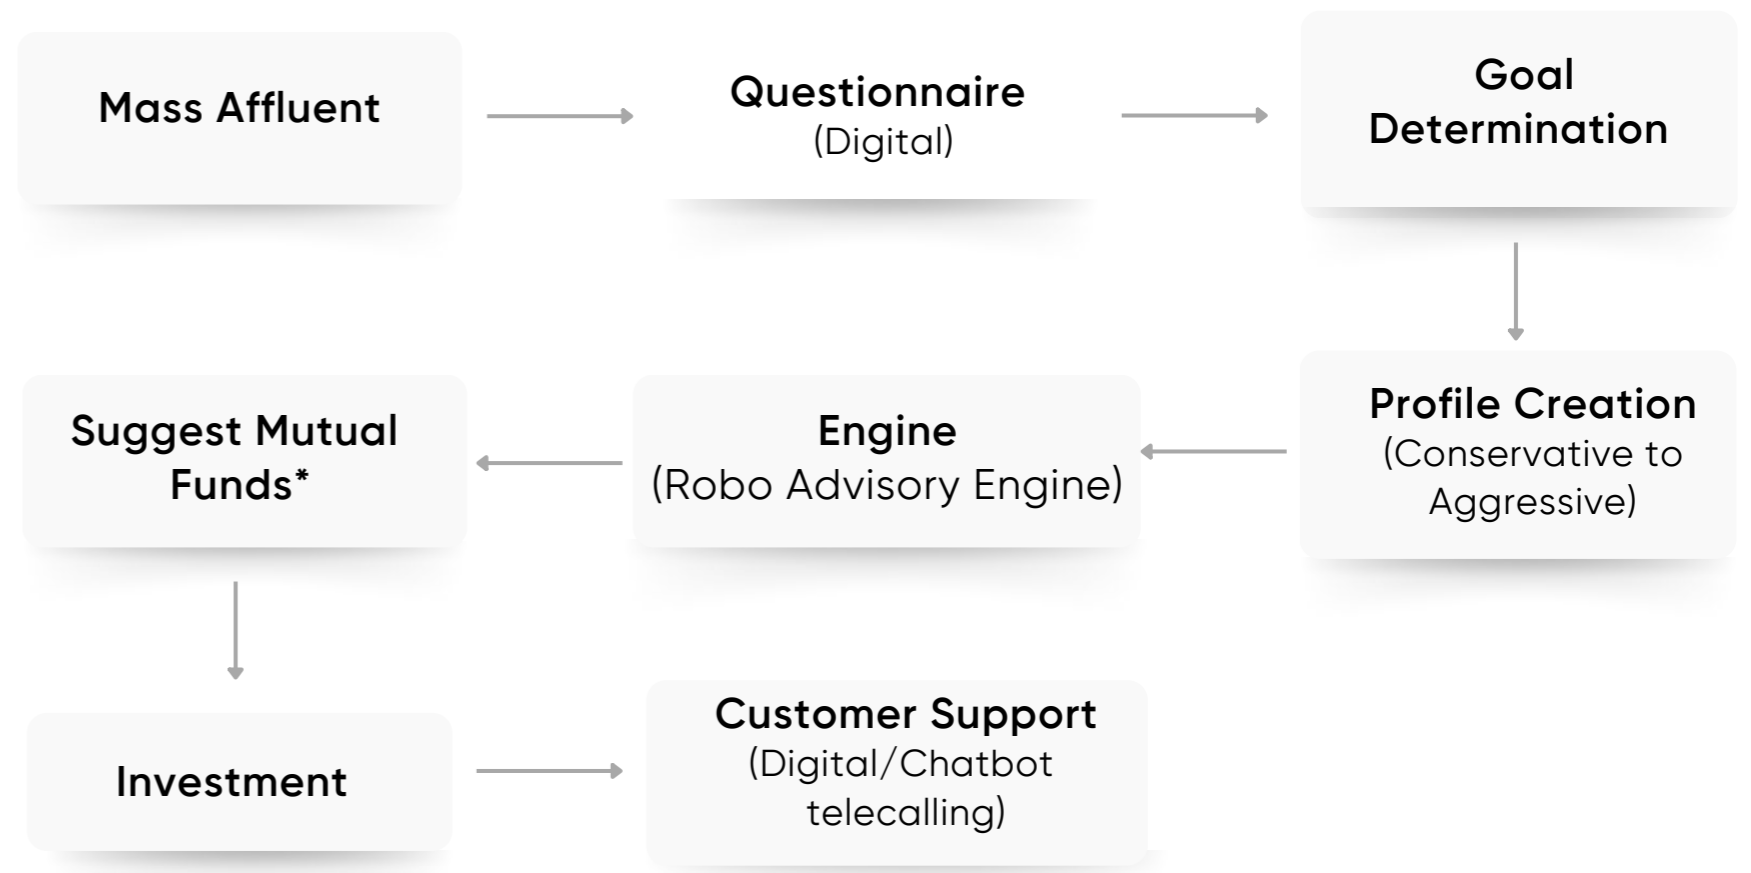 Mass Affluent
Questionnaire
(Digital)
Goal
Determination
Profile Creation
(Conservative to
Aggressive)
Engine
(Robo Advisory Engine)
Suggest Mutual
Funds*
Investment
Customer Support
(Digital/Chatbot
telecalling)